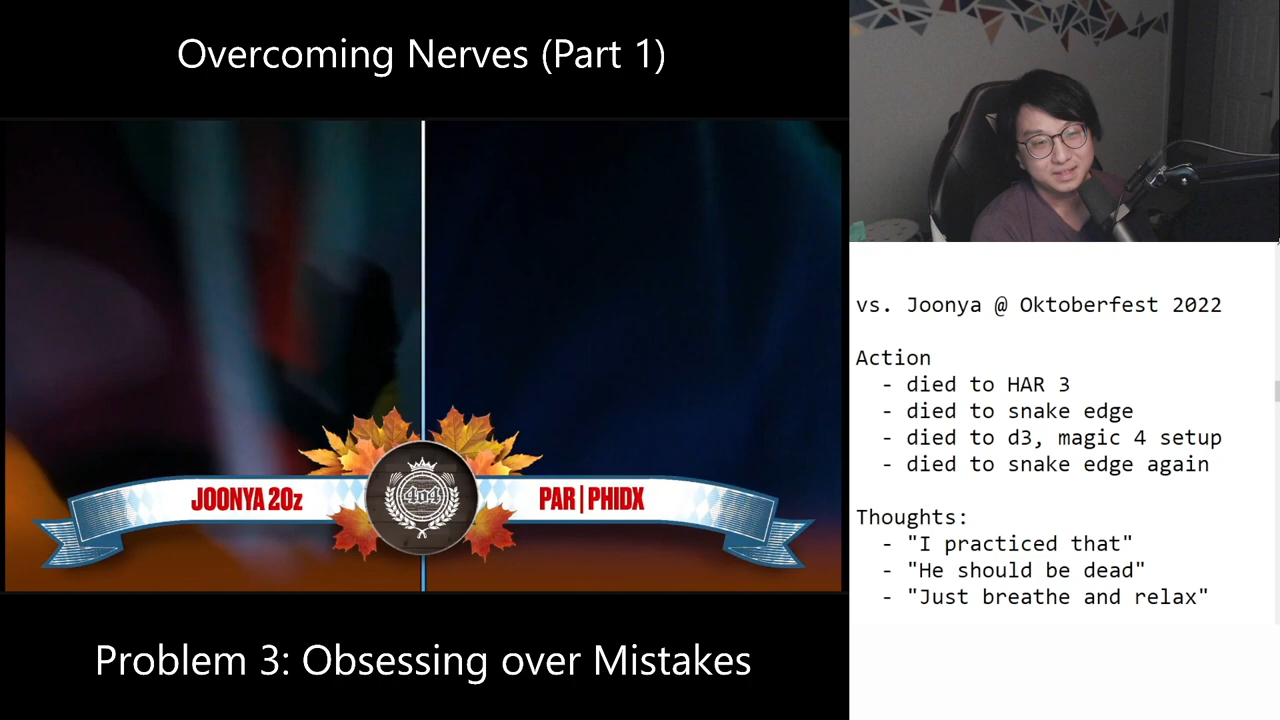 Overcoming Nerves (Part 1)
JOONYA 20z
404
PAR | PHIDX
Problem 3: Obsessing over Mistakes
vs. Joonya @ Oktoberfest 2022
Action
- died to HAR 3
- died to snake edge
- died to d3, magic 4 setup
- died to snake edge again
Thoughts:
- "I practiced that"
- "He should be dead"
- "Just breathe and relax"